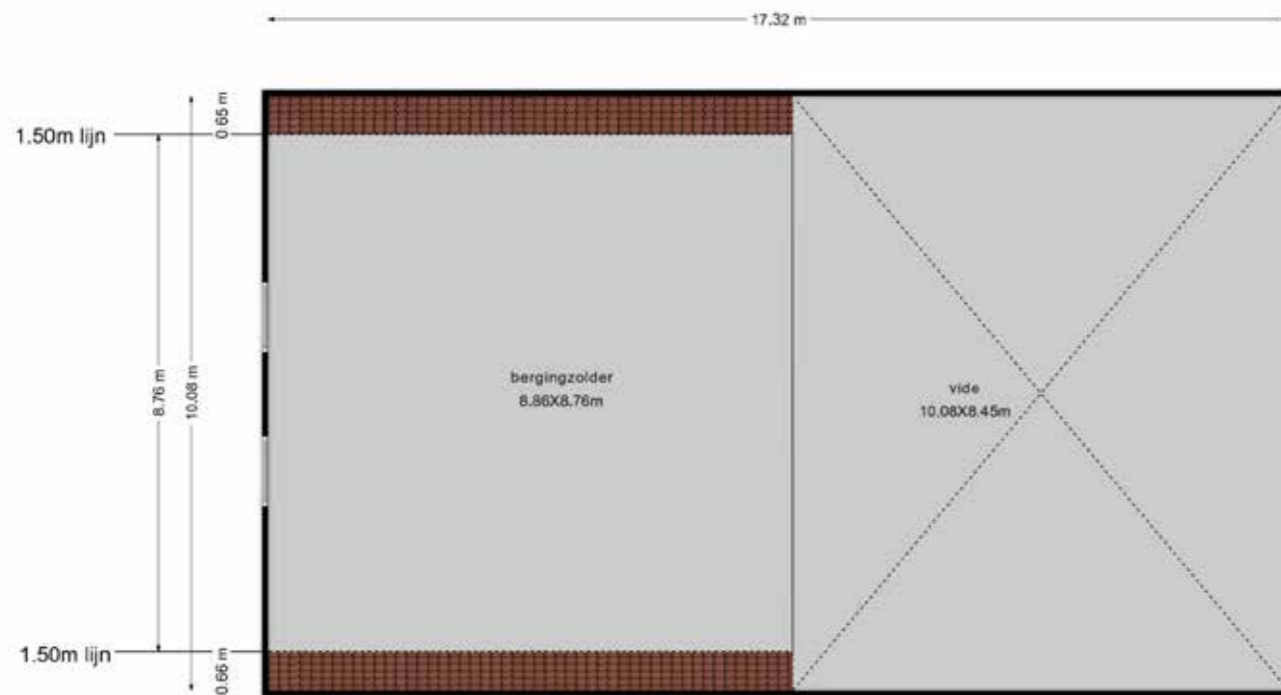 17.32 m
0.65 m
1.50m lijn
8.76 m
10.08 m
bergingzolder
8.86X8.76m
vide
10.08X8.45m
1.50m lijn
0.66 m